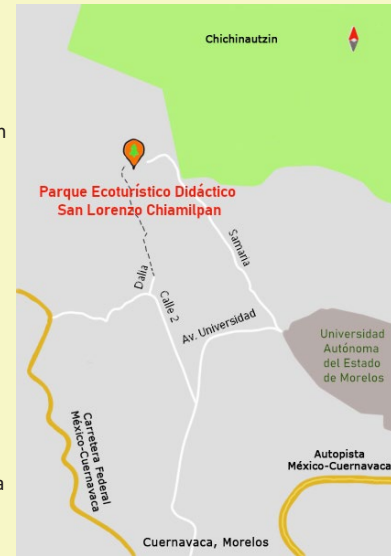 Chichinautzin
n
Parque Ecoturístico Didáctico
San Lorenzo Chiamilpan
Samaria
Dalia
Calle 2
Av. Universidad
Universidad
Autónoma
del Estado
de Morelos
Carretera Federal
México-Cuernavaca
Autopista
México-Cuernavaca
a
Cuernavaca, Morelos